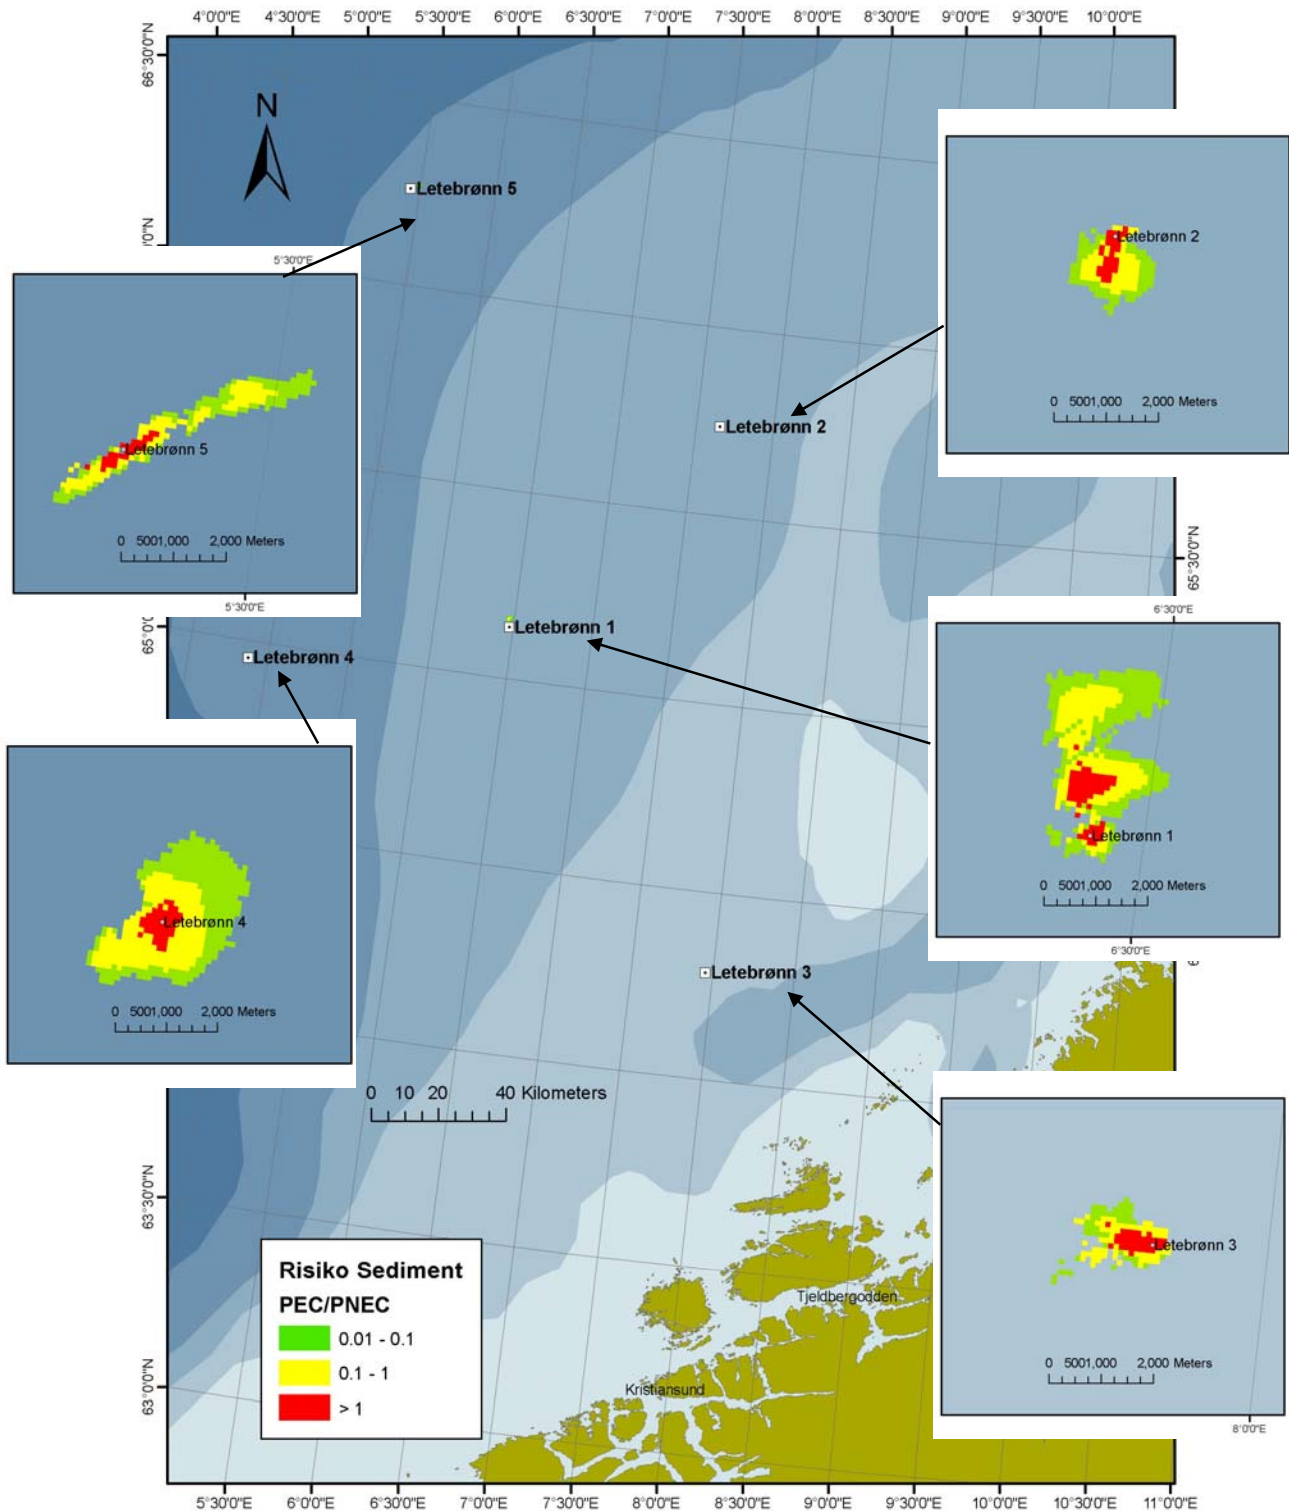 4°0'0"E 4°30'0"E 5°0'0"E 5°30'0"E 6°0'0"E 6°30'0"E 7°0'0"E 7°30'0"E 8°0'0"E 8°30'0"E 9°0'0"E 9°30'0"E 10°0'0"E
66°30'0"N
N
Letebrønn 5
5°30'0"E
Letebrønn 5
0 5001,000 2,000 Meters
5°30'0"E
Letebrønn 2
0 5001,000 2,000 Meters
Letebrønn 2
65°30'0"N
Letebrønn 1
Letebrønn 4
6°30'0"E
Letebrønn 1
0 5001,000 2,000 Meters
6°30'0"E
Letebrønn 4
0 5001,000 2,000 Meters
Letebrønn 3
0 10 20 40 Kilometers
Letebrønn 3
0 5001,000 2,000 Meters
8°0'0"E
63°30'0"N
Risiko Sediment
PEC/PNEC
0.01 - 0.1
0.1 - 1
> 1
Tjeldbergodden
Kristiansund
63°0'0"N
5°30'0"E 6°0'0"E 6°30'0"E 7°0'0"E 7°30'0"E 8°0'0"E 8°30'0"E 9°0'0"E 9°30'0"E 10°0'0"E 10°30'0"E 11°0'0"E